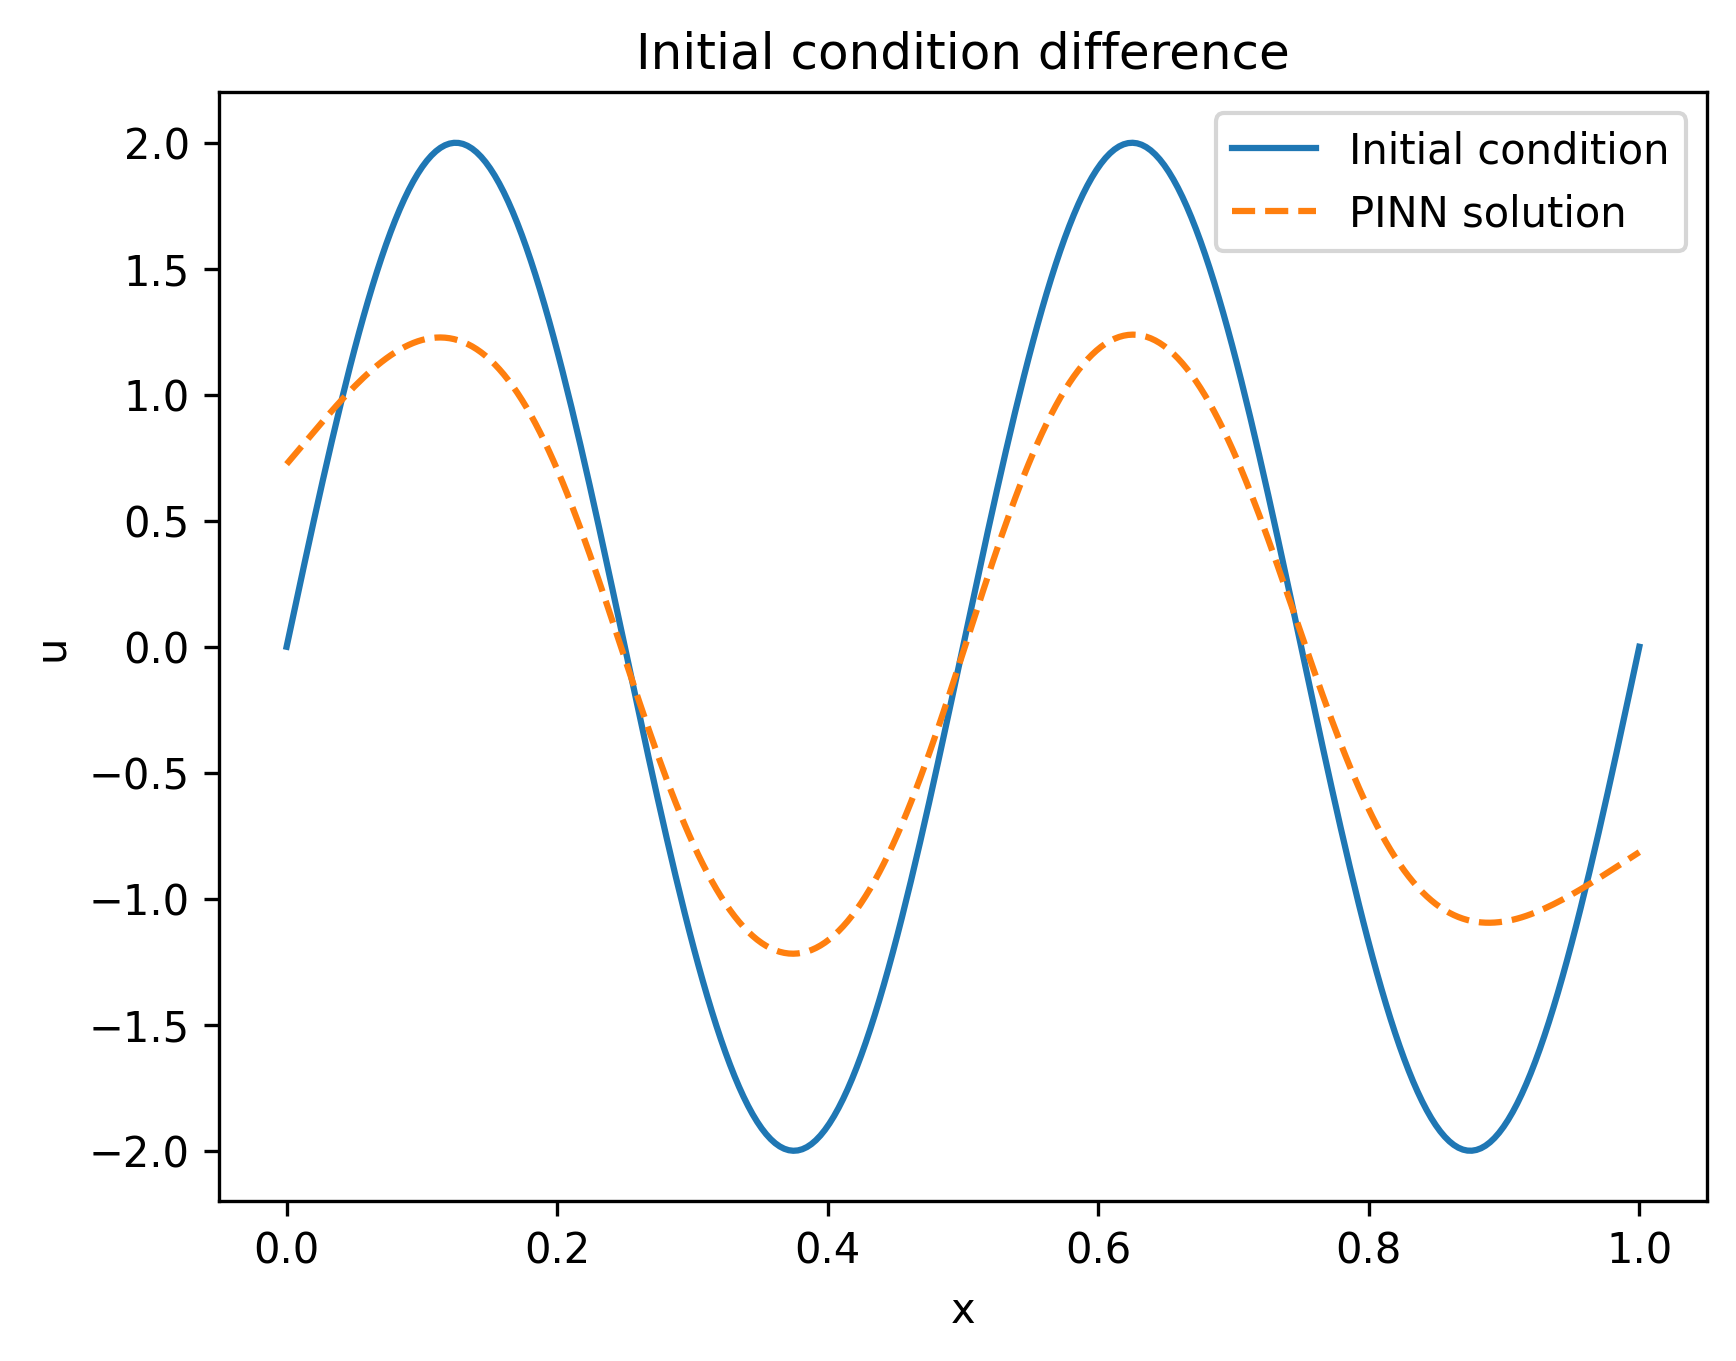 Initial condition difference
Initial condition
PINN solution
2.0
1.5
1.0
0.5
0.0
−0.5
−1.0
−1.5
−2.0
u
0.0 0.2 0.4 0.6 0.8 1.0
x